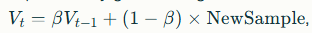 V_t = βV_{t−1} + (1 − β) × NewSample,